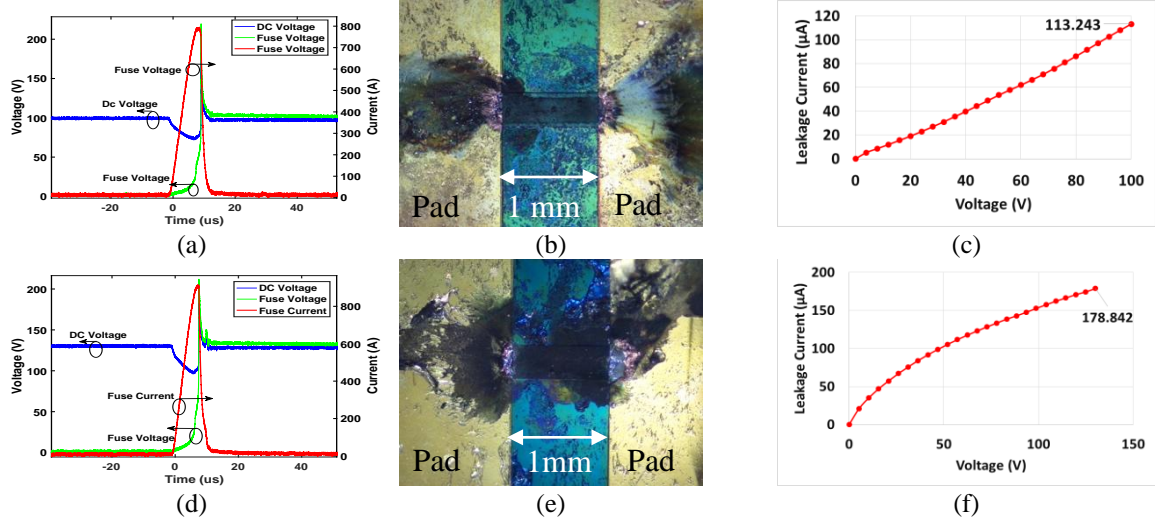 DC Voltage
Fuse Voltage
Fuse Voltage
Fuse Voltage
Dc Voltage
Fuse Voltage
Voltage (V)
200
150
100
50
0
Current (A)
800
700
600
500
400
300
200
100
0
-20 0 20 40
Time (us)
(a)
Pad
1 mm
Pad
(b)
Leakage Current (µA)
120
100
80
60
40
20
0
113.243
0 20 40 60 80 100
Voltage (V)
(c)
DC Voltage
Fuse Voltage
Fuse Current
DC Voltage
Fuse Current
Fuse Voltage
Voltage (V)
200
150
100
50
0
Current (A)
800
600
400
200
0
-20 0 20 40
Time (us)
(d)
Pad
1mm
Pad
(e)
Leakage Current (µA)
200
150
100
50
0
178.842
0 50 100 150
Voltage (V)
(f)